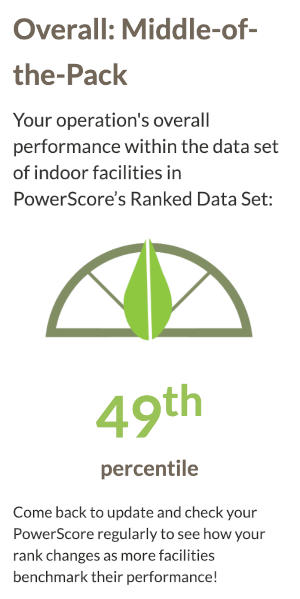 Overall: Middle-of-
the-Pack
Your operation's overall
performance within the data set
of indoor facilities in
PowerScore’s Ranked Data Set:
49th
percentile
Come back to update and check your
PowerScore regularly to see how your
rank changes as more facilities
benchmark their performance!